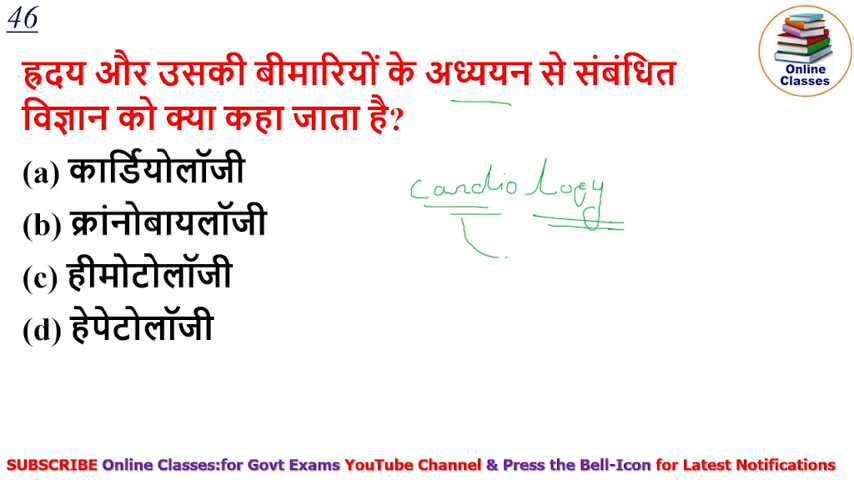 46
ह्रदय और उसकी बीमारियों के अध्ययन से संबंधित
विज्ञान को क्या कहा जाता है?
(a) कार्डियोलॉजी
(b) क्रांनोबायलॉजी
(c) हीमोटोलॉजी
(d) हेपेटोलॉजी
cardiology
Online
Classes
SUBSCRIBE Online Classes:for Govt Exams YouTube Channel & Press the Bell-Icon for Latest Notifications